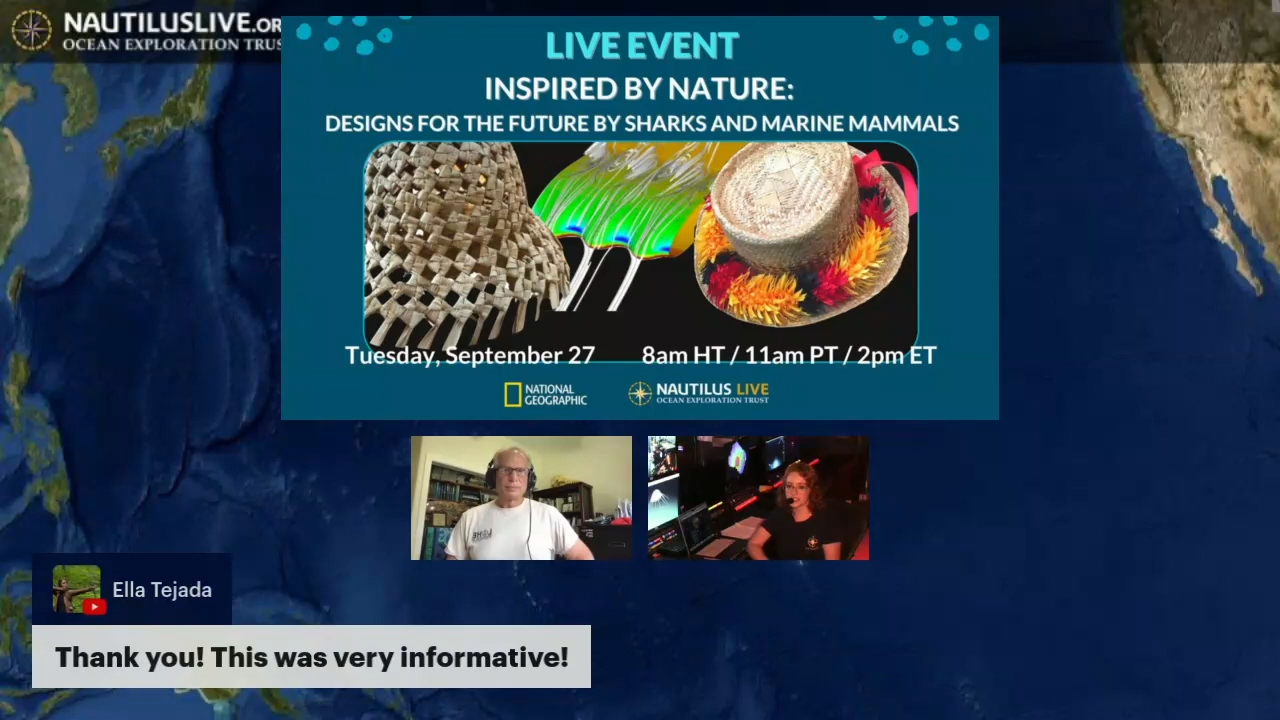 NAUTILUSLIVE.OR
OCEAN EXPLORATION TRUS
LIVE EVENT
INSPIRED BY NATURE:
DESIGNS FOR THE FUTURE BY SHARKS AND MARINE MAMMALS
Tuesday, September 27 8am HT / 11am PT / 2pm ET
NATIONAL
GEOGRAPHIC
NAUTILUS LIVE
OCEAN EXPLORATION TRUST
Ella Tejada
Thank you! This was very informative!